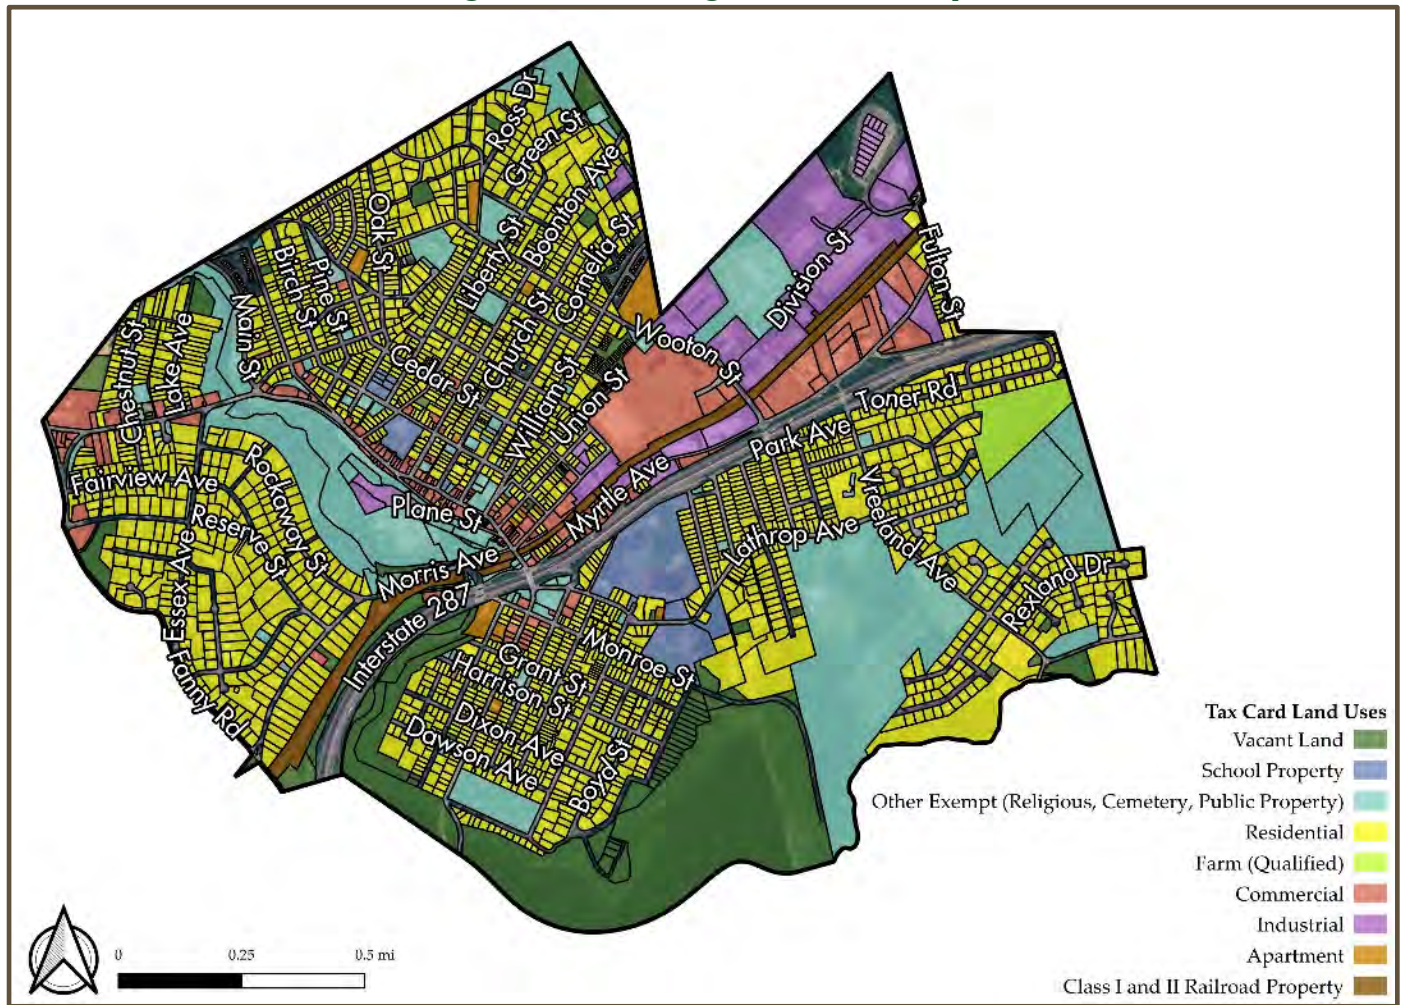 Ross Dr
Green St
Boonton Ave
Oak St
Liberty St
Cornelia St
Birch St
Pine St
Main St
Church St
Division St
Fulton St
Chestnut St
Lake Ave
Cedar St
William St
Union St
Wooton St
Toner Rd
Park Ave
Fairview Ave
Rockaway St
Reserve St
Essex Ave
Plane St
Myrtle Ave
Morris Ave
Vreeland Ave
Lathrop Ave
Rexland Dr
Interstate 287
Fanny Rd
Monroe St
Grant St
Harrison St
Dixon Ave
Dawson Ave
Boyd St
Tax Card Land Uses
Vacant Land
School Property
Other Exempt (Religious, Cemetery, Public Property)
Residential
Farm (Qualified)
Commercial
Industrial
Apartment
Class I and II Railroad Property
0 0.25 0.5 mi